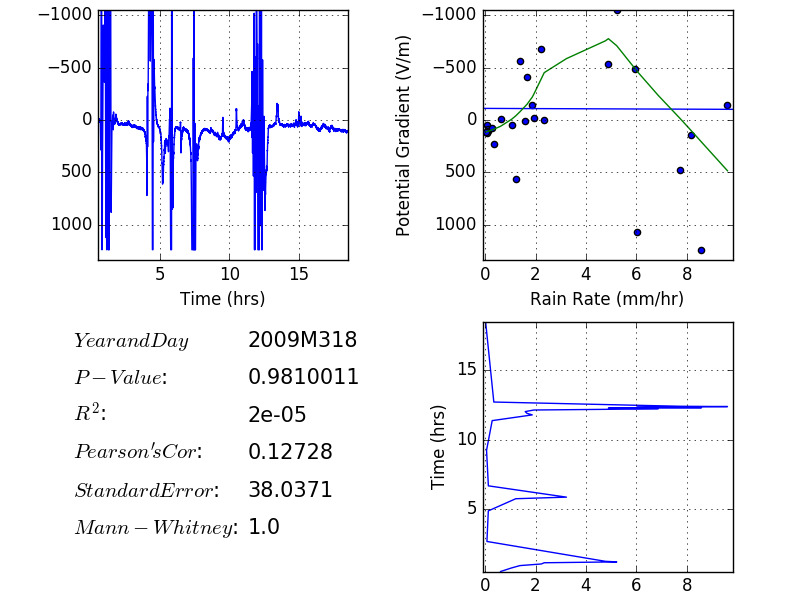 −1000
−500
0
500
1000
5
10
15
Time (hrs)
Potential Gradient (V/m)
−1000
−500
0
500
1000
0
2
4
6
8
Rain Rate (mm/hr)
YearandDay 2009M318
P−Value: 0.9810011
R²: 2e-05
Pearson'sCor: 0.12728
StandardError: 38.0371
Mann−Whitney: 1.0
Time (hrs)
15
10
5
0
2
4
6
8